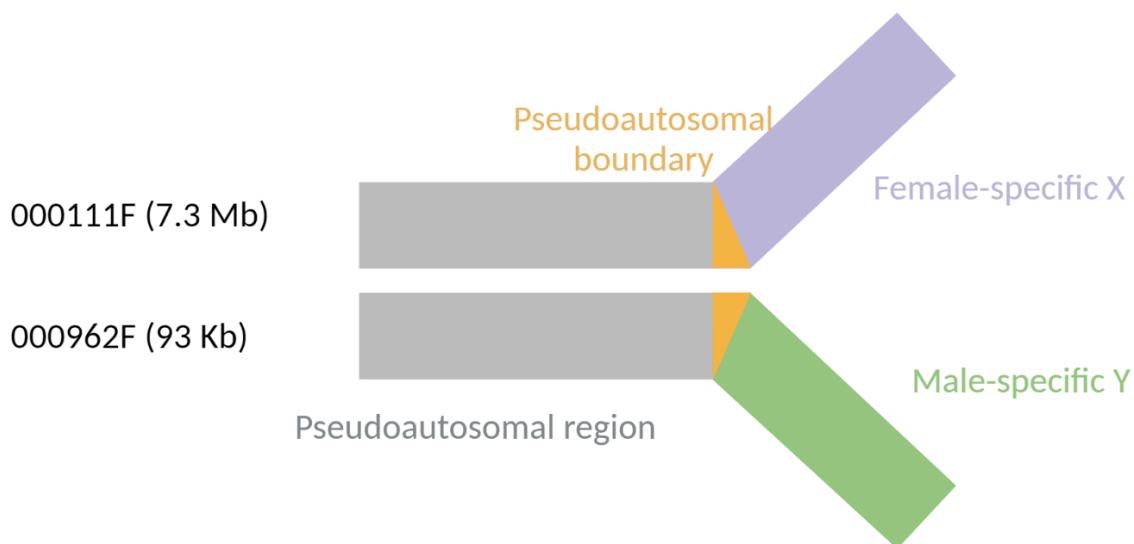 Pseudoautosomal
boundary
Female-specific X
000111F (7.3 Mb)
000962F (93 Kb)
Male-specific Y
Pseudoautosomal region